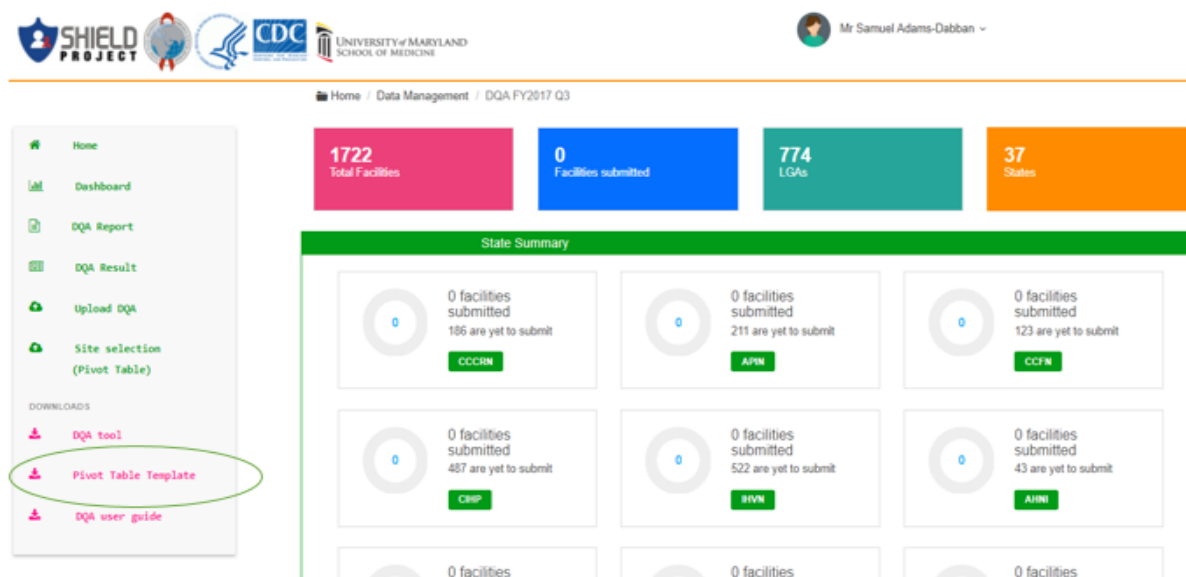 SHIELD
PROJECT
CDC
UNIVERSITY of MARYLAND
SCHOOL OF MEDICINE
Mr Samuel Adams-Dabban
Home / Data Management / DQA FY2017 Q3
Home
Dashboard
DQA Report
DQA Result
Upload DQA
Site selection
(Pivot Table)
DOWNLOADS
DQA tool
Pivot Table Template
DQA user guide
1722
Total Facilities
0
Facilities submitted
774
LGAs
37
States
State Summary
0
0 facilities
submitted
186 are yet to submit
CCCRN
0
0 facilities
submitted
211 are yet to submit
APIN
0
0 facilities
submitted
123 are yet to submit
CCFN
0
0 facilities
submitted
487 are yet to submit
CIHP
0
0 facilities
submitted
522 are yet to submit
IHVN
0
0 facilities
submitted
43 are yet to submit
AHNI
0 facilities
0 facilities
0 facilities